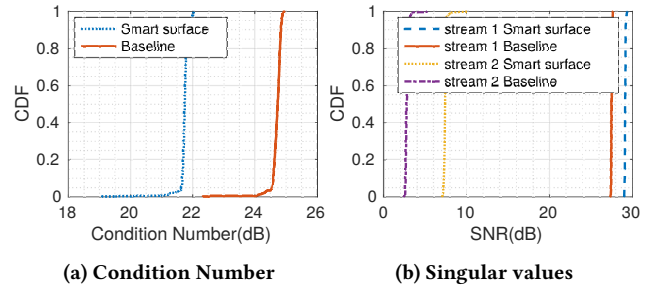 1
0.8
0.6
0.4
0.2
0
CDF
Smart surface
Baseline
18 20 22 24 26
Condition Number(dB)
(a) Condition Number
1
0.8
0.6
0.4
0.2
0
CDF
stream 1 Smart surface
stream 1 Baseline
stream 2 Smart surface
stream 2 Baseline
0 10 20 30
SNR(dB)
(b) Singular values